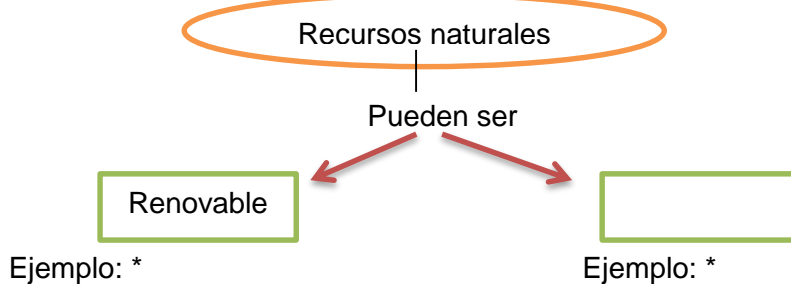 Recursos naturales
Pueden ser
Renovable
Ejemplo: *
Ejemplo: *